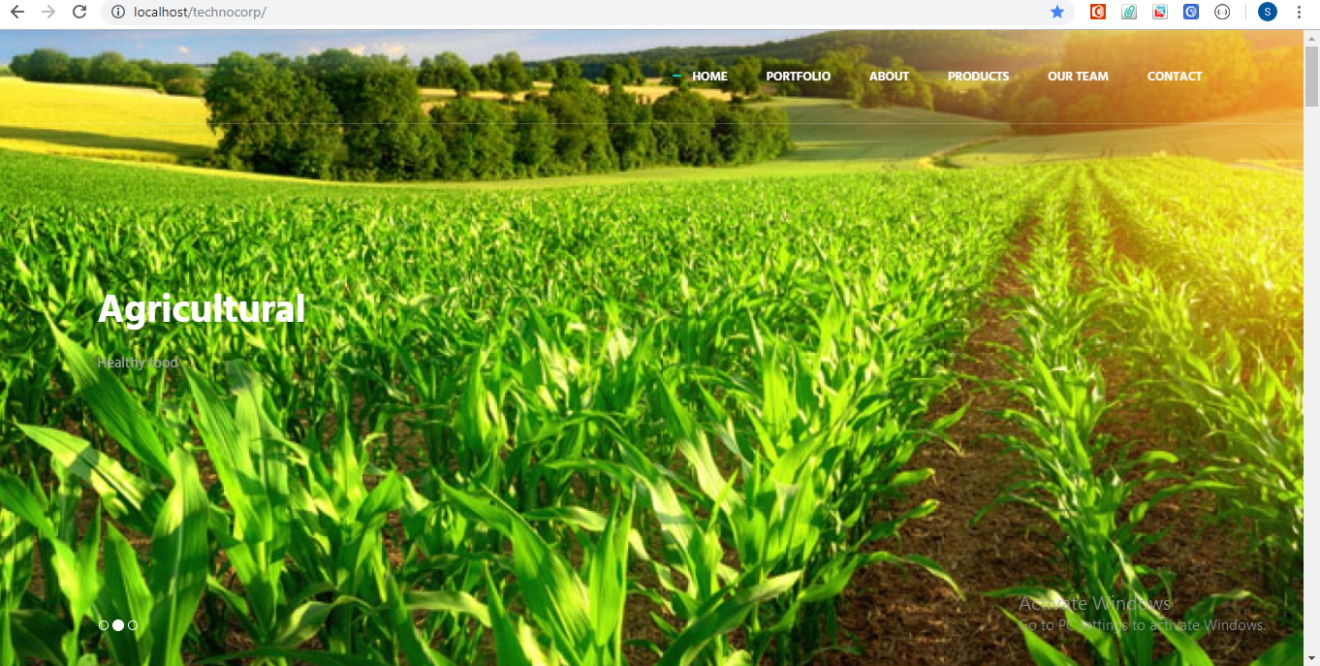 localhost/technocorp/
S
HOME PORTFOLIO ABOUT PRODUCTS OUR TEAM CONTACT
Agricultural
Healthy food
Activate Windows
Go to PC settings to activate Windows.